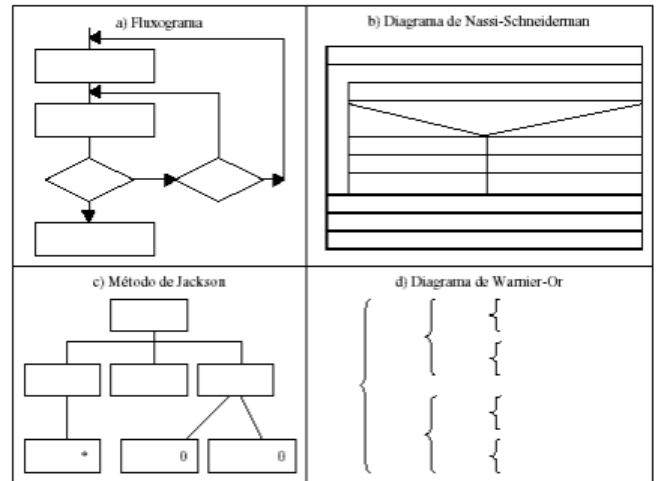 a) Fluxograma
b) Diagrama de Nassi-Schneiderman
c) Método de Jackson
d) Diagrama de Warnier-Or
*
0
0